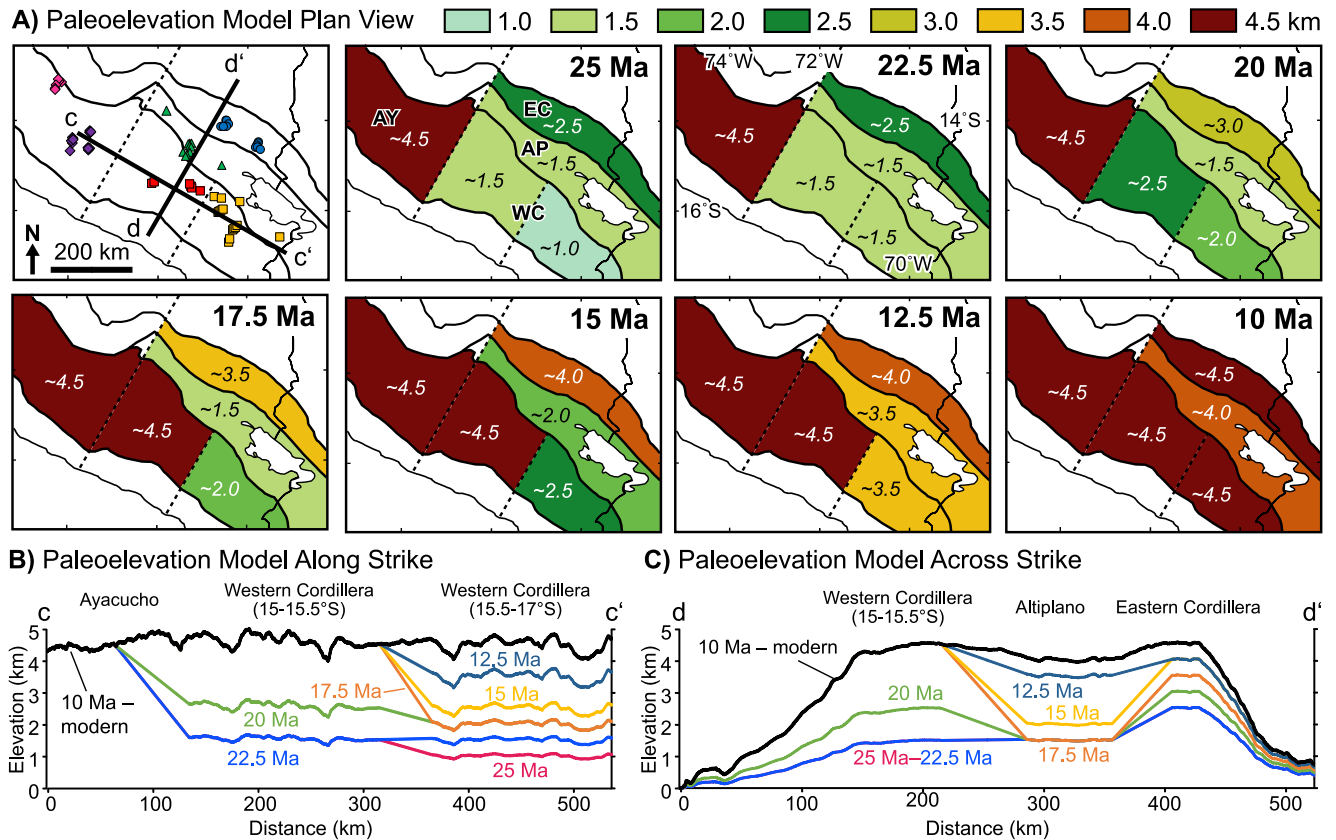 A) Paleoelevation Model Plan View
1.0 1.5 2.0 2.5 3.0 3.5 4.0 4.5 km
d'
c
d
c'
N
200 km
25 Ma
AY
~4.5
EC
~2.5
AP
~1.5
~1.5
WC
~1.0
74°W 72°W
22.5 Ma
~2.5
14°S
~4.5
~1.5
~1.5
16°S
~1.5
70°W
20 Ma
~4.5
~3.0
~1.5
~2.5
~2.0
17.5 Ma
~4.5
~3.5
~1.5
~4.5
~2.0
15 Ma
~4.5
~4.0
~2.0
~4.5
~2.5
12.5 Ma
~4.5
~4.0
~3.5
~4.5
~3.5
10 Ma
~4.5
~4.5
~4.0
~4.5
~4.5
B) Paleoelevation Model Along Strike
c
Ayacucho
Western Cordillera
(15-15.5°S)
Western Cordillera
(15.5-17°S)
c'
Elevation (km)
5
4
3
2
1
0
10 Ma –
modern
20 Ma
22.5 Ma
17.5 Ma
12.5 Ma
15 Ma
25 Ma
0 100 200 300 400 500
Distance (km)
C) Paleoelevation Model Across Strike
d
Western Cordillera
(15-15.5°S)
Altiplano
Eastern Cordillera
d'
Elevation (km)
5
4
3
2
1
0
10 Ma – modern
20 Ma
25 Ma–22.5 Ma
12.5 Ma
15 Ma
17.5 Ma
0 100 200 300 400 500
Distance (km)